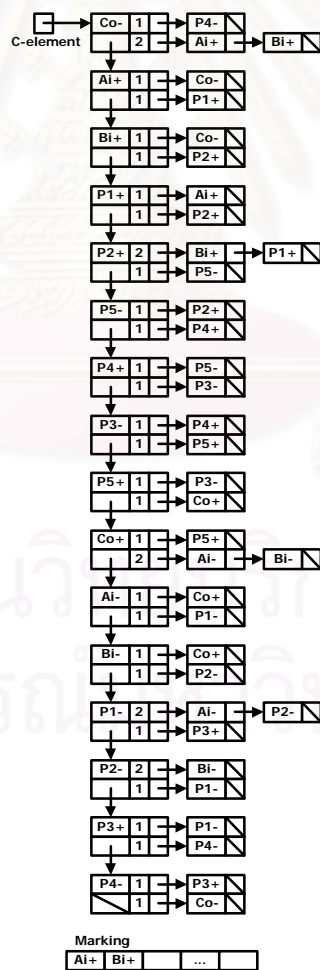 Co- 1 P4-
C-element 2 Ai+ Bi+
Ai+ 1 Co-
1 P1+
Bi+ 1 Co-
1 P2+
P1+ 1 Ai+
1 P2+
P2+ 2 Bi+ P1+
1 P5-
P5- 1 P2+
1 P4+
P4+ 1 P5-
1 P3-
P3- 1 P4+
1 P5+
P5+ 1 P3-
1 Co+
Co+ 1 P5+
2 Ai- Bi-
Ai- 1 Co+
1 P1-
Bi- 1 Co+
1 P2-
P1- 2 Ai- P2-
1 P3+
P2- 2 Bi-
1 P1-
P3+ 1 P1-
1 P4-
P4- 1 P3+
1 Co-
Marking
Ai+ Bi+ ...